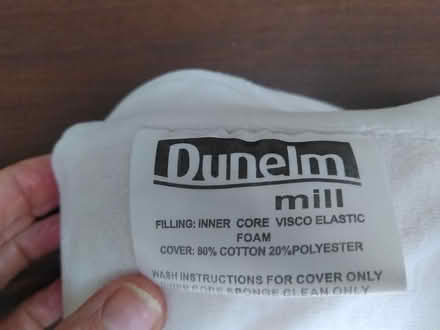 Dunelm
mill
FILLING: INNER CORE VISCO ELASTIC
FOAM
COVER: 80% COTTON 20%POLYESTER
WASH INSTRUCTIONS FOR COVER ONLY
SPONGE CLEAN ONLY